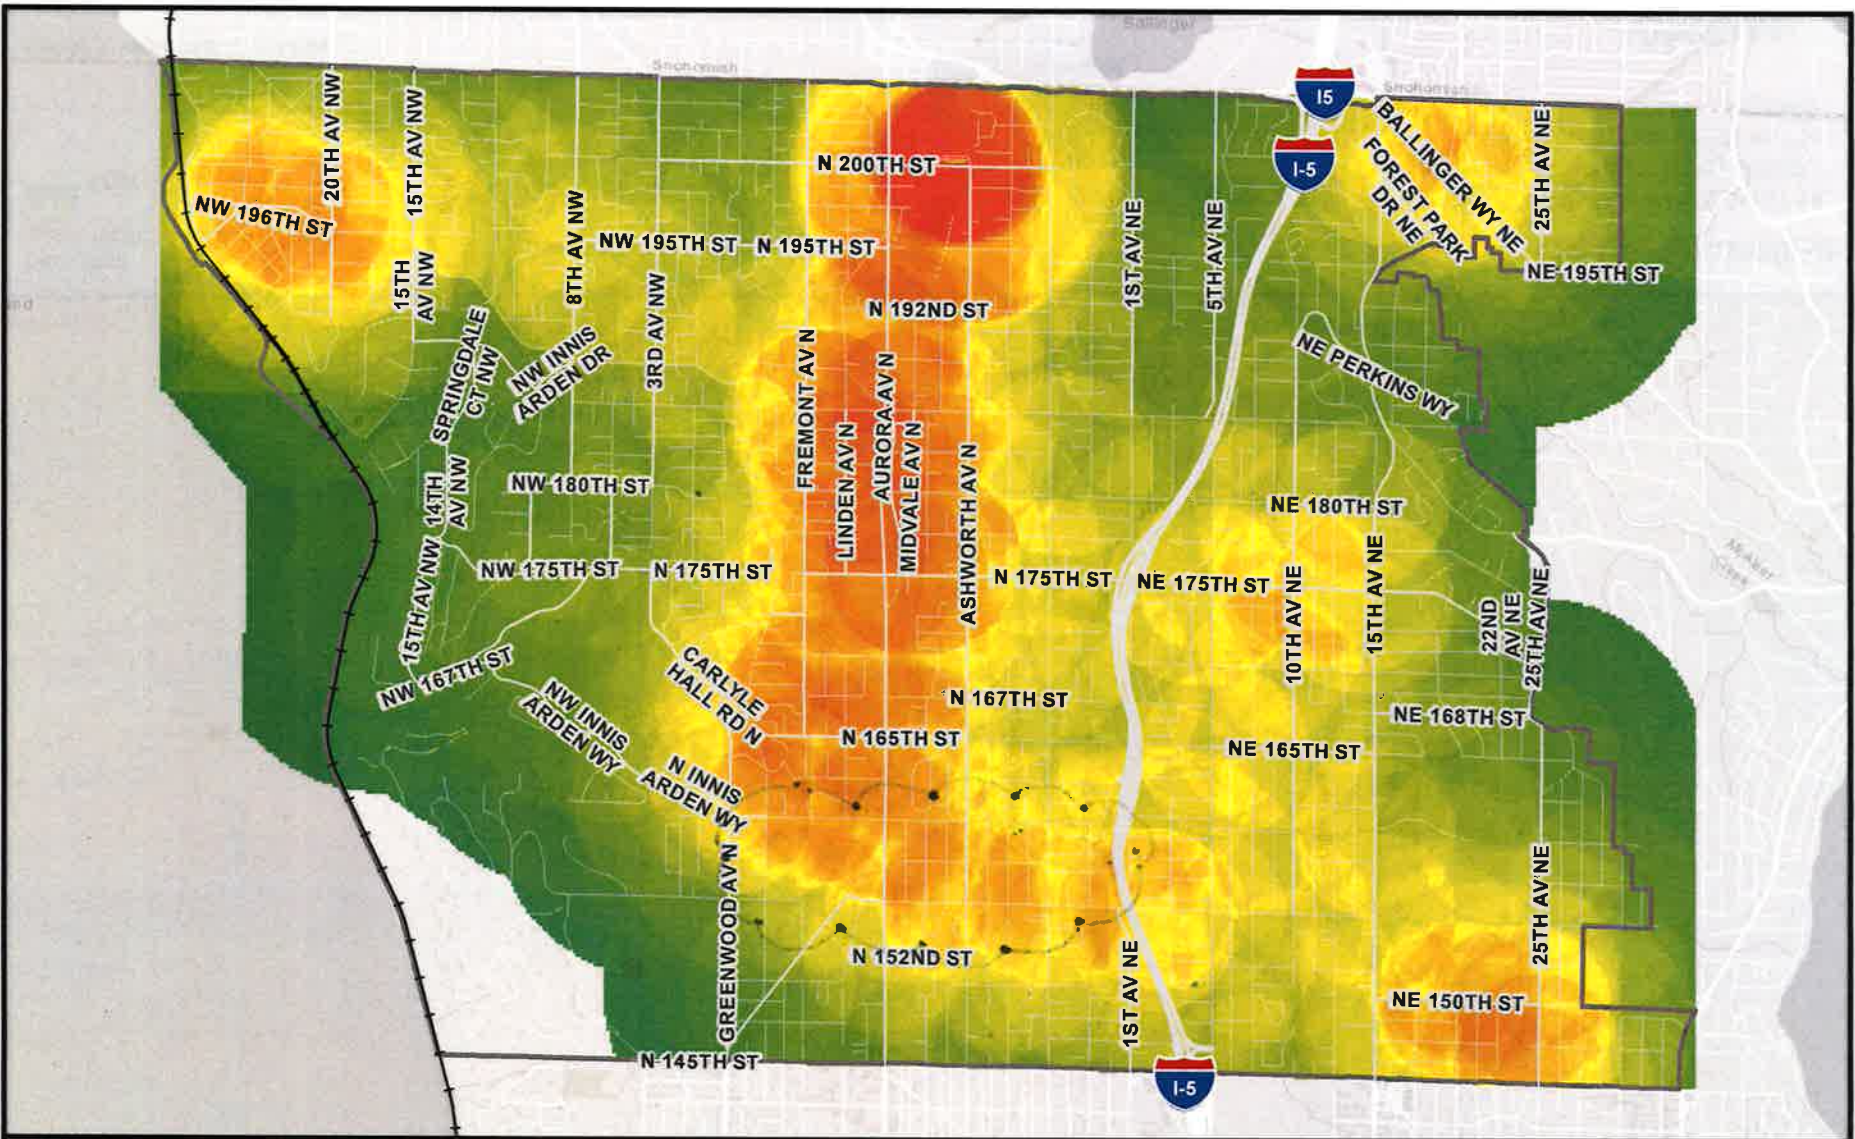 Ballinger
Snohomish
Snohomish
I5
I-5
20TH AV NW
15TH AV NW
N 200TH ST
BALLINGER WY NE
FOREST PARK
DR NE
25TH AV NE
NW 196TH ST
8TH AV NW
NW 195TH ST
N 195TH ST
1ST AV NE
5TH AV NE
NE 195TH ST
15TH
AV NW
3RD AV NW
N 192ND ST
SPRINGDALE
CT NW
NW INNIS
ARDEN DR
FREMONT AV N
LINDEN AV N
AURORA AV N
MIDVALE AV N
ASHWORTH AV N
NE PERKINS WY
14TH
AV NW
NW 180TH ST
NE 180TH ST
15TH AV NW
NW 175TH ST
N 175TH ST
N 175TH ST
NE 175TH ST
10TH AV NE
15TH AV NE
22ND
AV NE
25TH AV NE
McAleer
Creek
NW 167TH ST
CARLYLE
HALL RD N
N 167TH ST
NW INNIS
ARDEN WY
N 165TH ST
NE 168TH ST
NE 165TH ST
N INNIS
ARDEN WY
GREENWOOD AV N
N 152ND ST
1ST AV NE
25TH AV NE
NE 150TH ST
N 145TH ST
I-5